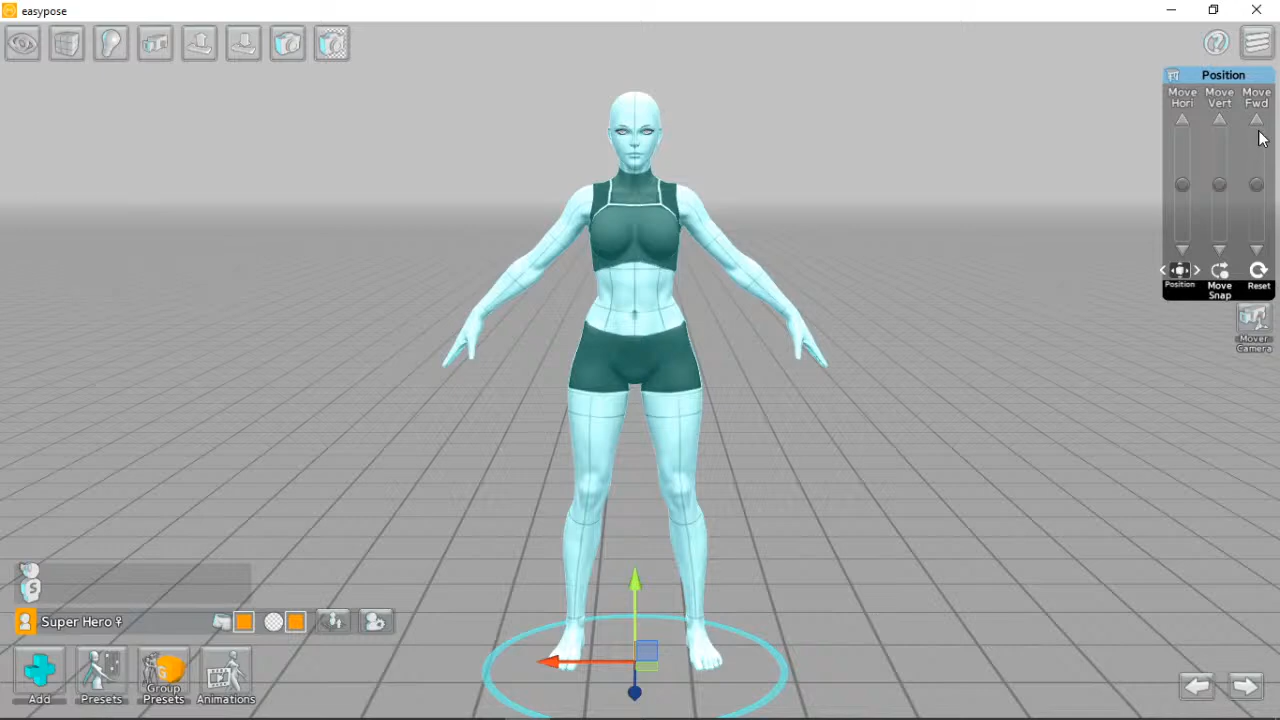 easypose
Position
Move Hori
Move Vert
Move Fwd
Position
Move Snap
Reset
Mover Camera
S
Super Hero♀
G
Add
Presets
Group Presets
Animations